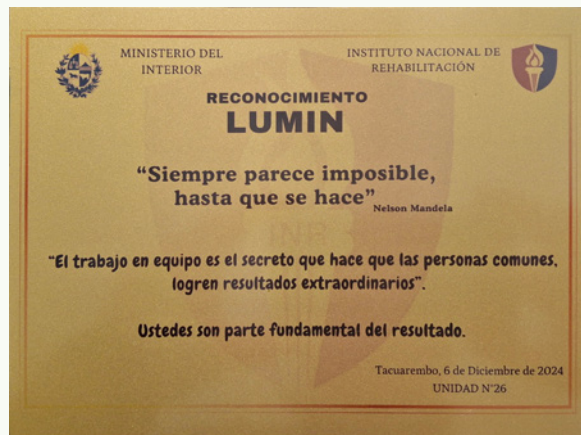 MINISTERIO DEL
INTERIOR
INSTITUTO NACIONAL DE
REHABILITACIÓN
RECONOCIMIENTO
LUMIN
“Siempre parece imposible,
hasta que se hace”
Nelson Mandela
INR
“El trabajo en equipo es el secreto que hace que las personas comunes,
logren resultados extraordinarios”.
Ustedes son parte fundamental del resultado.
Tacuarembo, 6 de Diciembre de 2024
UNIDAD N°26